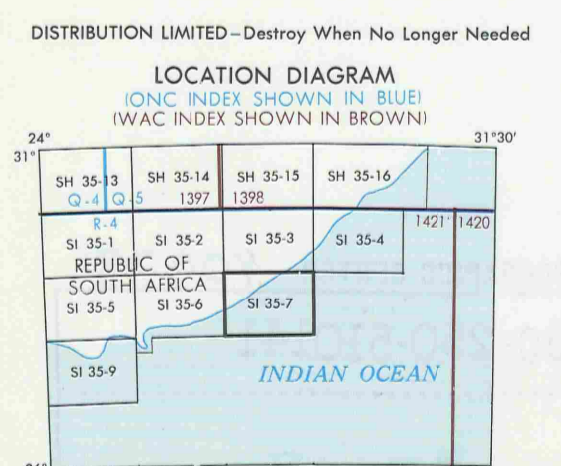 DISTRIBUTION LIMITED–Destroy When No Longer Needed
LOCATION DIAGRAM
(ONC INDEX SHOWN IN BLUE)
(WAC INDEX SHOWN IN BROWN)
24° 31°30'
31°
SH 35-13 SH 35-14 SH 35-15 SH 35-16
Q-4 Q-5 1397 1398
R-4 1421 1420
SI 35-1 SI 35-2 SI 35-3 SI 35-4
REPUBLIC OF
SOUTH AFRICA
SI 35-5 SI 35-6 SI 35-7
SI 35-9 INDIAN OCEAN